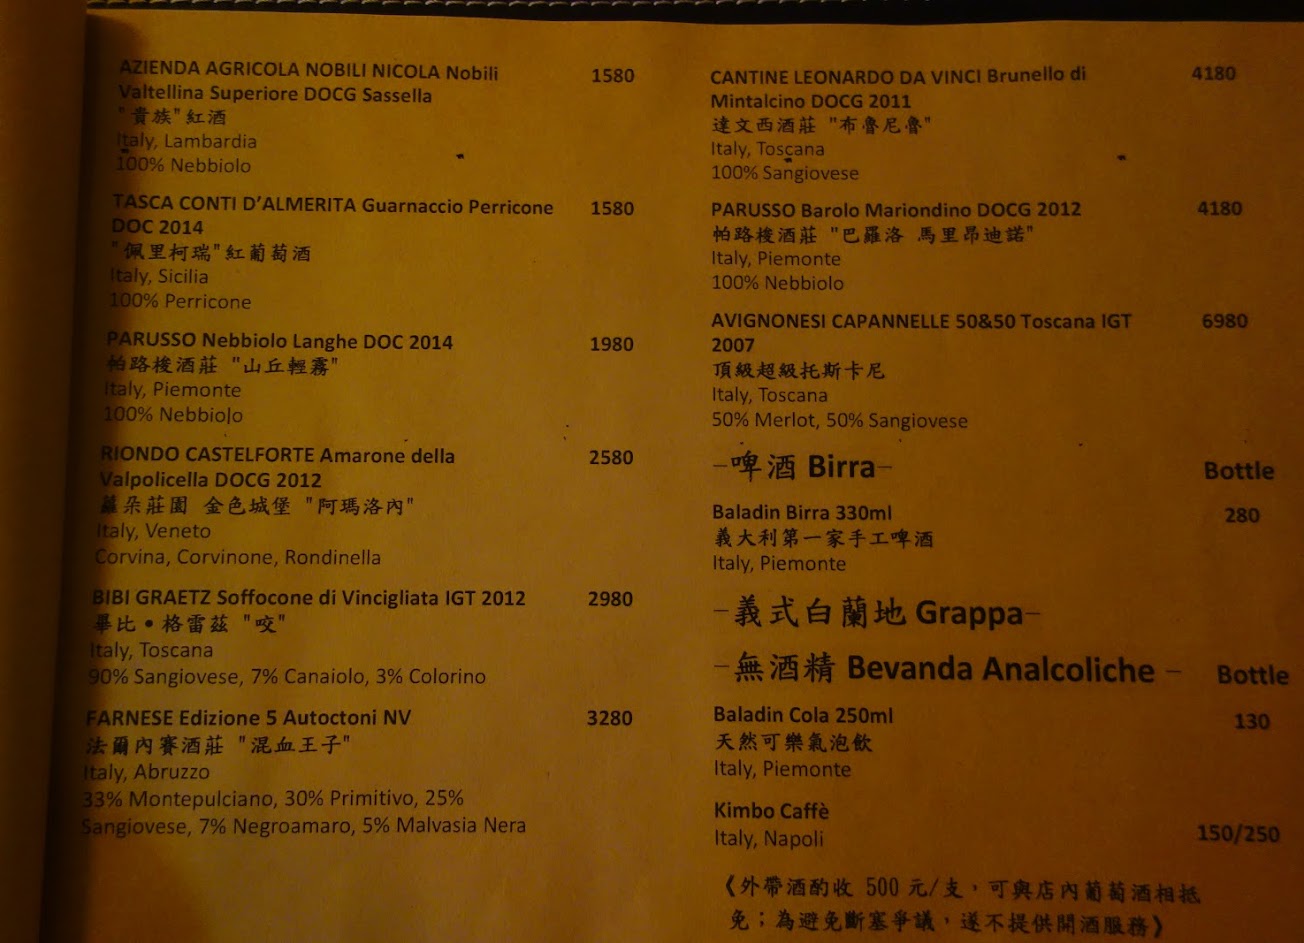 AZIENDA AGRICOLA NOBILI NICOLA Nobili 1580
Valtellina Superiore DOCG Sassella
"貴族"紅酒
Italy, Lambardia
100% Nebbiolo
TASCA CONTI D'ALMERITA Guarnaccio Perricone 1580
DOC 2014
"佩里柯瑞"紅葡萄酒
Italy, Sicilia
100% Perricone
PARUSSO Nebbiolo Langhe DOC 2014 1980
帕路梭酒莊 "山丘輕霧"
Italy, Piemonte
100% Nebbiolo
RIONDO CASTELFORTE Amarone della 2580
Valpolicella DOCG 2012
蘿朵莊園 金色城堡 "阿瑪洛內"
Italy, Veneto
Corvina, Corvinone, Rondinella
BIBI GRAETZ Soffocone di Vincigliata IGT 2012 2980
畢比•格雷茲 "咬"
Italy, Toscana
90% Sangiovese, 7% Canaiolo, 3% Colorino
FARNESE Edizione 5 Autoctoni NV 3280
法爾內賽酒莊 "混血王子"
Italy, Abruzzo
33% Montepulciano, 30% Primitivo, 25%
Sangiovese, 7% Negroamaro, 5% Malvasia Nera
CANTINE LEONARDO DA VINCI Brunello di 4180
Mintalcino DOCG 2011
達文西酒莊 "布魯尼魯"
Italy, Toscana
100% Sangiovese
PARUSSO Barolo Mariondino DOCG 2012 4180
帕路梭酒莊 "巴羅洛 馬里昂迪諾"
Italy, Piemonte
100% Nebbiolo
AVIGNONESI CAPANNELLE 50&50 Toscana IGT 6980
2007
頂級超級托斯卡尼
Italy, Toscana
50% Merlot, 50% Sangiovese
–啤酒 Birra– Bottle
Baladin Birra 330ml 280
義大利第一家手工啤酒
Italy, Piemonte
–義式白蘭地 Grappa–
–無酒精 Bevanda Analcoliche – Bottle
Baladin Cola 250ml 130
天然可樂氣泡飲
Italy, Piemonte
Kimbo Caffè
Italy, Napoli 150/250
《外帶酒酌收 500 元/支，可與店內葡萄酒相抵
免；為避免斷塞爭議，遂不提供開酒服務》